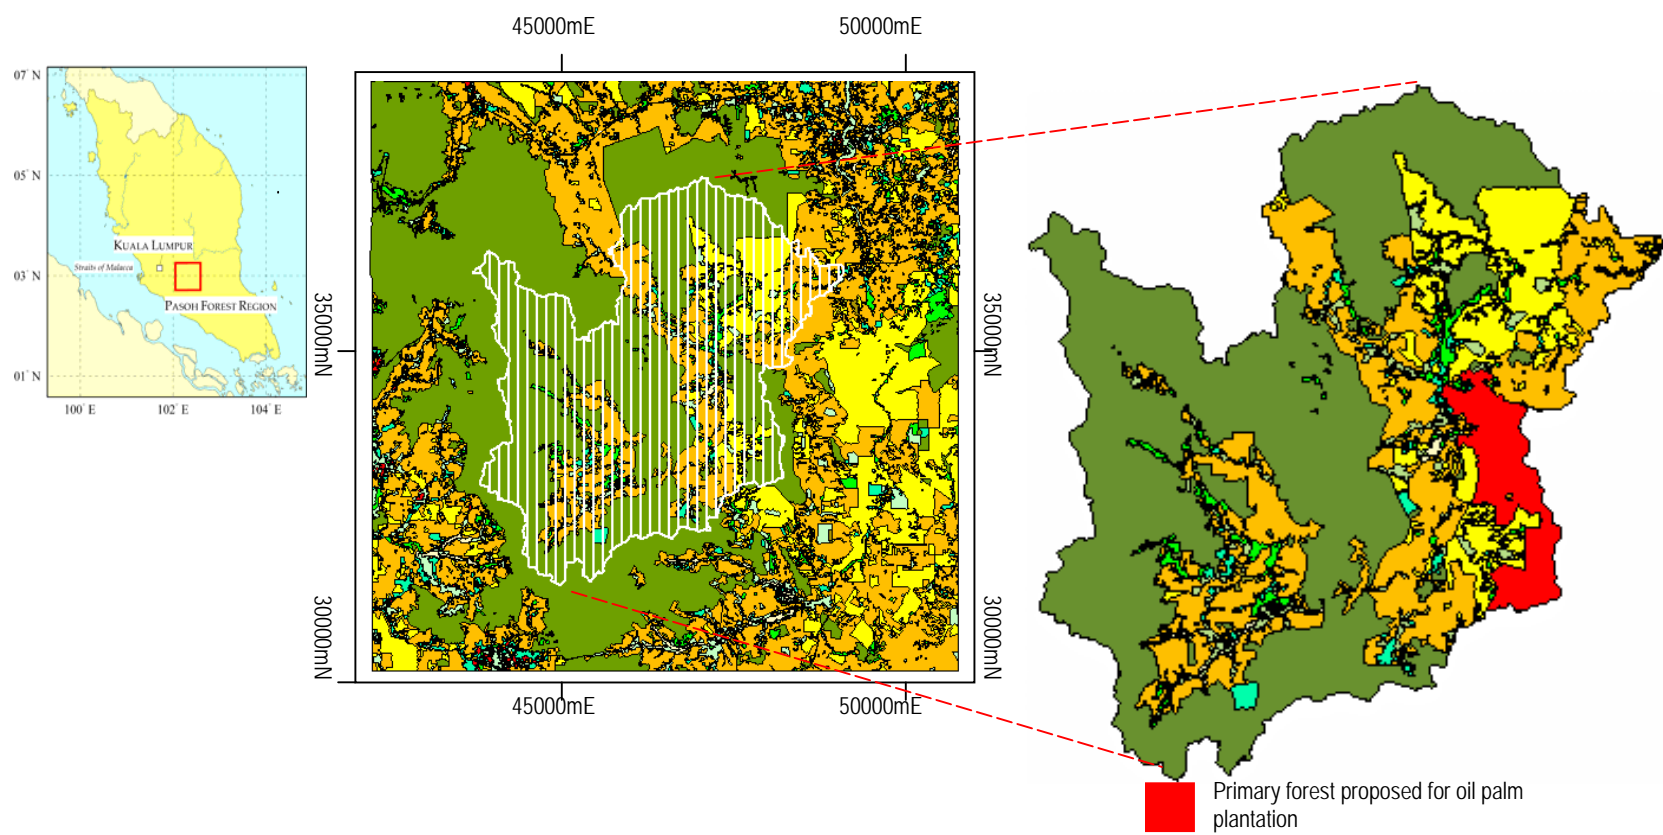 45000mE
50000mE
07° N
05° N
KUALA LUMPUR
Straits of Malacca
03° N
PASOH FOREST REGION
01° N
100° E
102° E
104° E
35000mN
35000mN
30000mN
30000mN
45000mE
50000mE
Primary forest proposed for oil palm
plantation